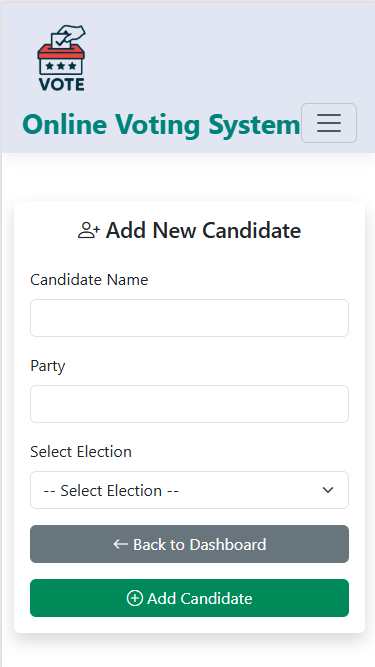 VOTE
Online Voting System
Add New Candidate
Candidate Name
Party
Select Election
-- Select Election --
Back to Dashboard
Add Candidate